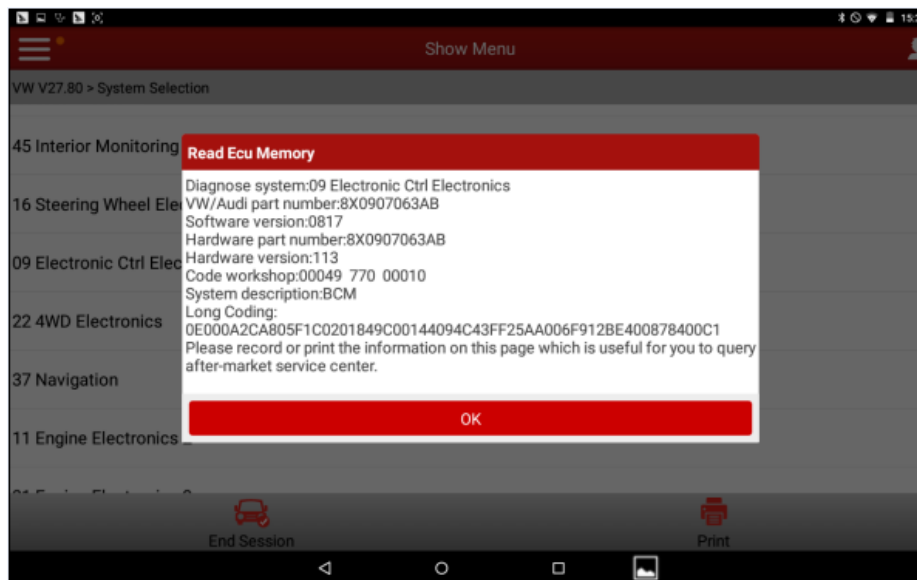 15:
Show Menu
VW V27.80 > System Selection
45 Interior Monitoring
Read Ecu Memory
Diagnose system:09 Electronic Ctrl Electronics
16 Steering Wheel Ele
VW/Audi part number:8X0907063AB
Software version:0817
Hardware part number:8X0907063AB
09 Electronic Ctrl Elec
Hardware version:113
Code workshop:00049 770 00010
System description:BCM
Long Coding:
22 4WD Electronics
0E000A2CA805F1C0201849C00144094C43FF25AA006F912BE400878400C1
Please record or print the information on this page which is useful for you to query
after-market service center.
37 Navigation
OK
11 Engine Electronics
End Session
Print